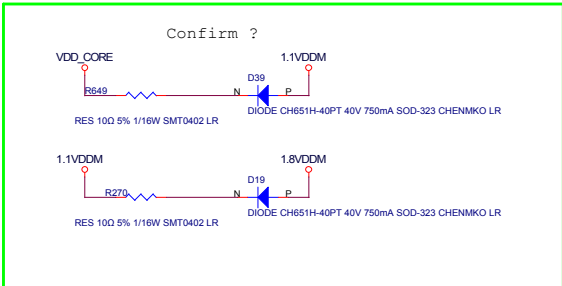 Confirm ?
VDD_CORE 1.1VDDM
D39
R649 N P
DIODE CH651H-40PT 40V 750mA SOD-323 CHENMKO LR
RES 10Ω 5% 1/16W SMT0402 LR
1.1VDDM 1.8VDDM
D19
R270 N P
DIODE CH651H-40PT 40V 750mA SOD-323 CHENMKO LR
RES 10Ω 5% 1/16W SMT0402 LR